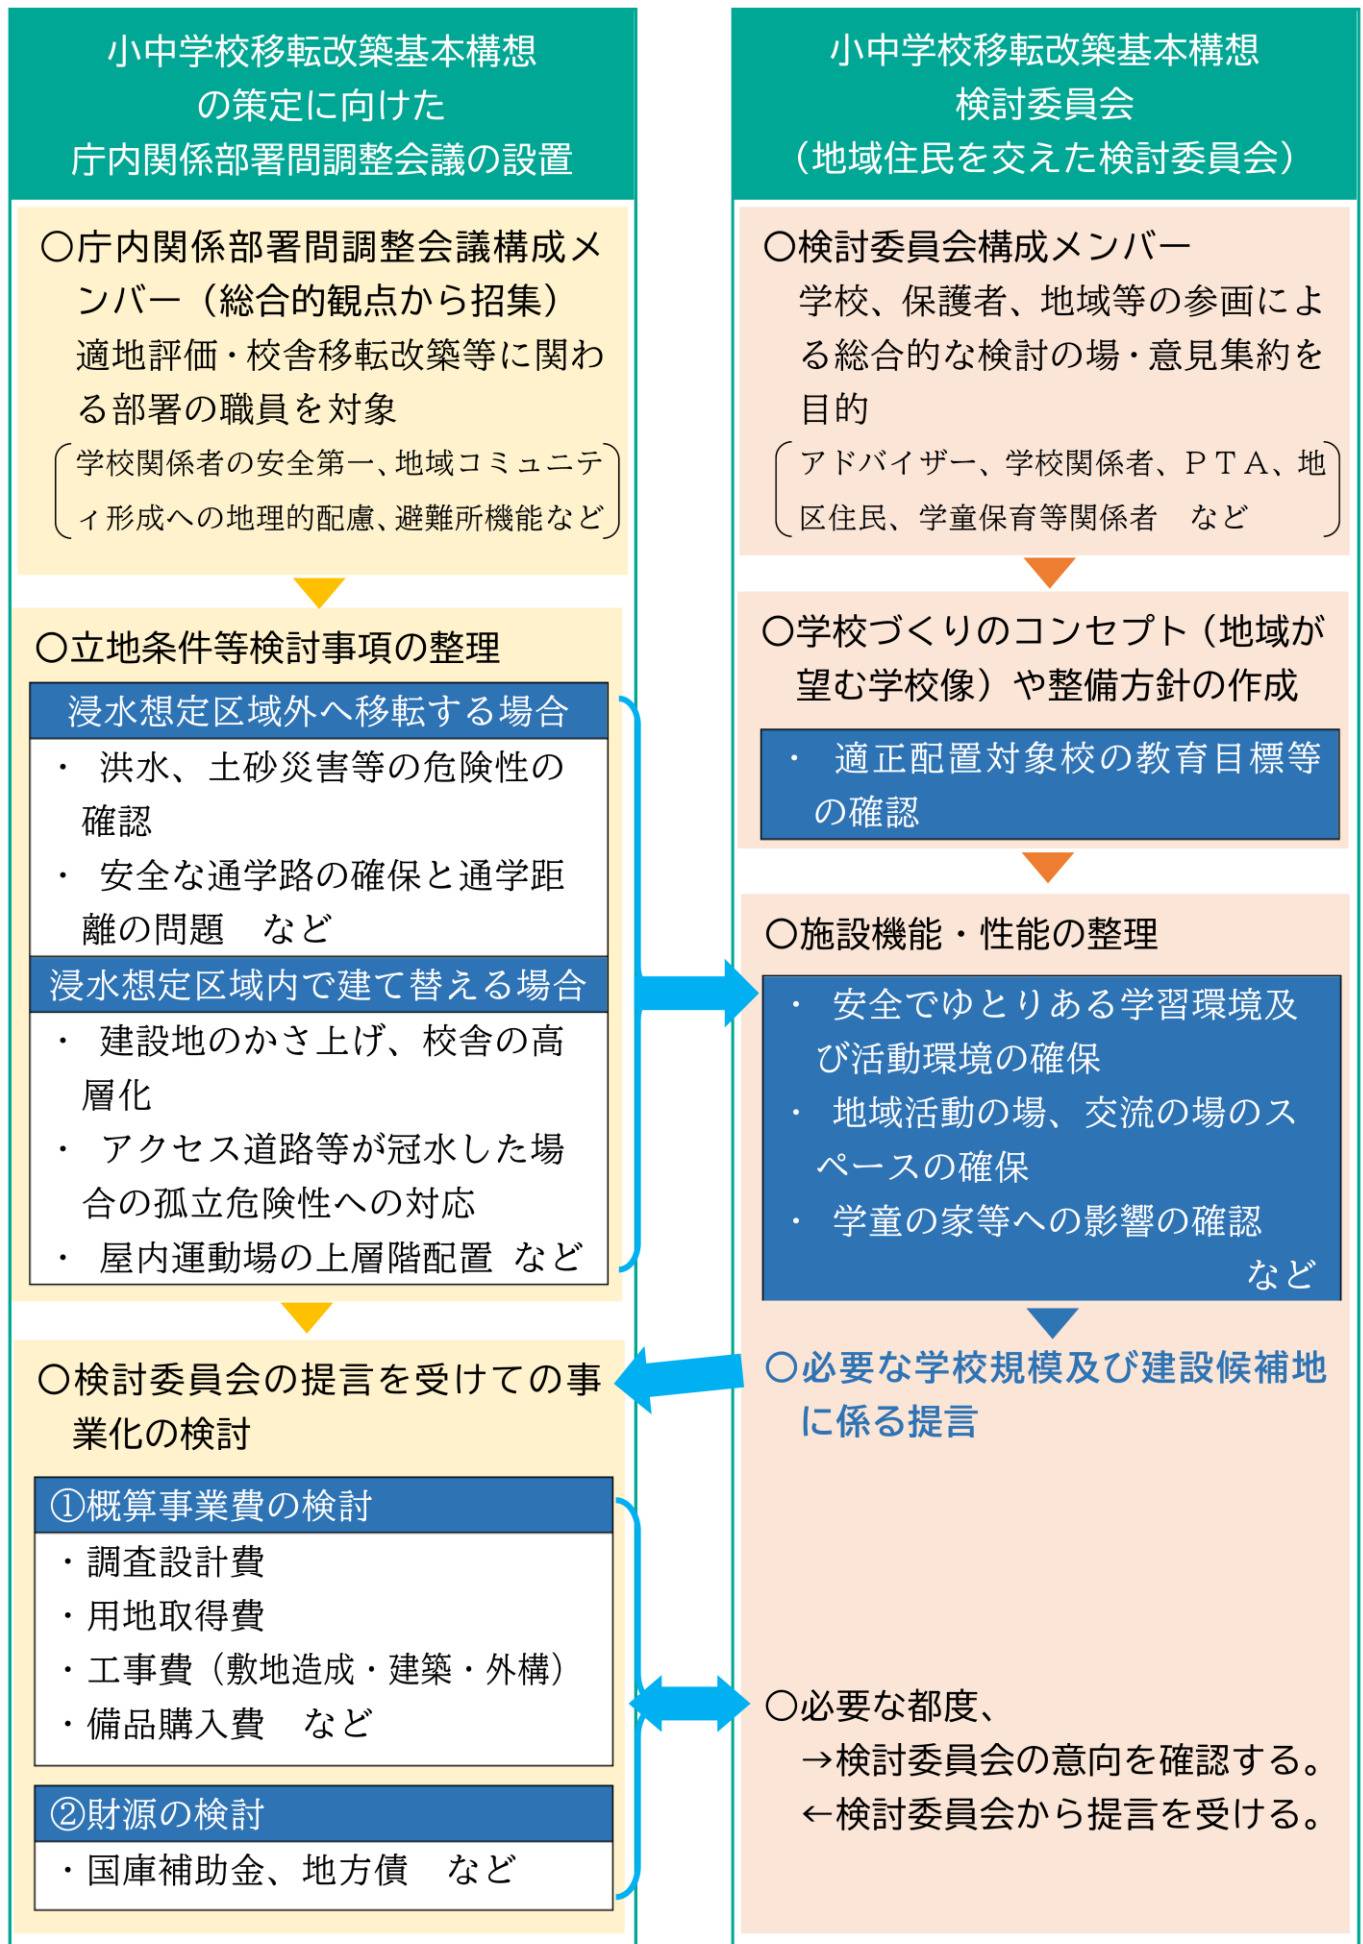 小中学校移転改築基本構想
の策定に向けた
庁内関係部署間調整会議の設置
〇庁内関係部署間調整会議構成メ
ンバー（総合的観点から招集）
適地評価・校舎移転改築等に関わ
る部署の職員を対象
学校関係者の安全第一、地域コミュニテ
ィ形成への地理的配慮、避難所機能など
〇立地条件等検討事項の整理
浸水想定区域外へ移転する場合
・ 洪水、土砂災害等の危険性の
確認
・ 安全な通学路の確保と通学距
離の問題　など
浸水想定区域内で建て替える場合
・ 建設地のかさ上げ、校舎の高
層化
・ アクセス道路等が冠水した場
合の孤立危険性への対応
・ 屋内運動場の上層階配置 など
〇検討委員会の提言を受けての事
業化の検討
①概算事業費の検討
・調査設計費
・用地取得費
・工事費（敷地造成・建築・外構）
・備品購入費　など
②財源の検討
・国庫補助金、地方債　など
小中学校移転改築基本構想
検討委員会
（地域住民を交えた検討委員会）
〇検討委員会構成メンバー
学校、保護者、地域等の参画によ
る総合的な検討の場・意見集約を
目的
アドバイザー、学校関係者、ＰＴＡ、地
区住民、学童保育等関係者　など
〇学校づくりのコンセプト（地域が
望む学校像）や整備方針の作成
・ 適正配置対象校の教育目標等
の確認
〇施設機能・性能の整理
・ 安全でゆとりある学習環境及
び活動環境の確保
・ 地域活動の場、交流の場のス
ペースの確保
・ 学童の家等への影響の確認
など
〇必要な学校規模及び建設候補地
に係る提言
〇必要な都度、
→検討委員会の意向を確認する。
←検討委員会から提言を受ける。